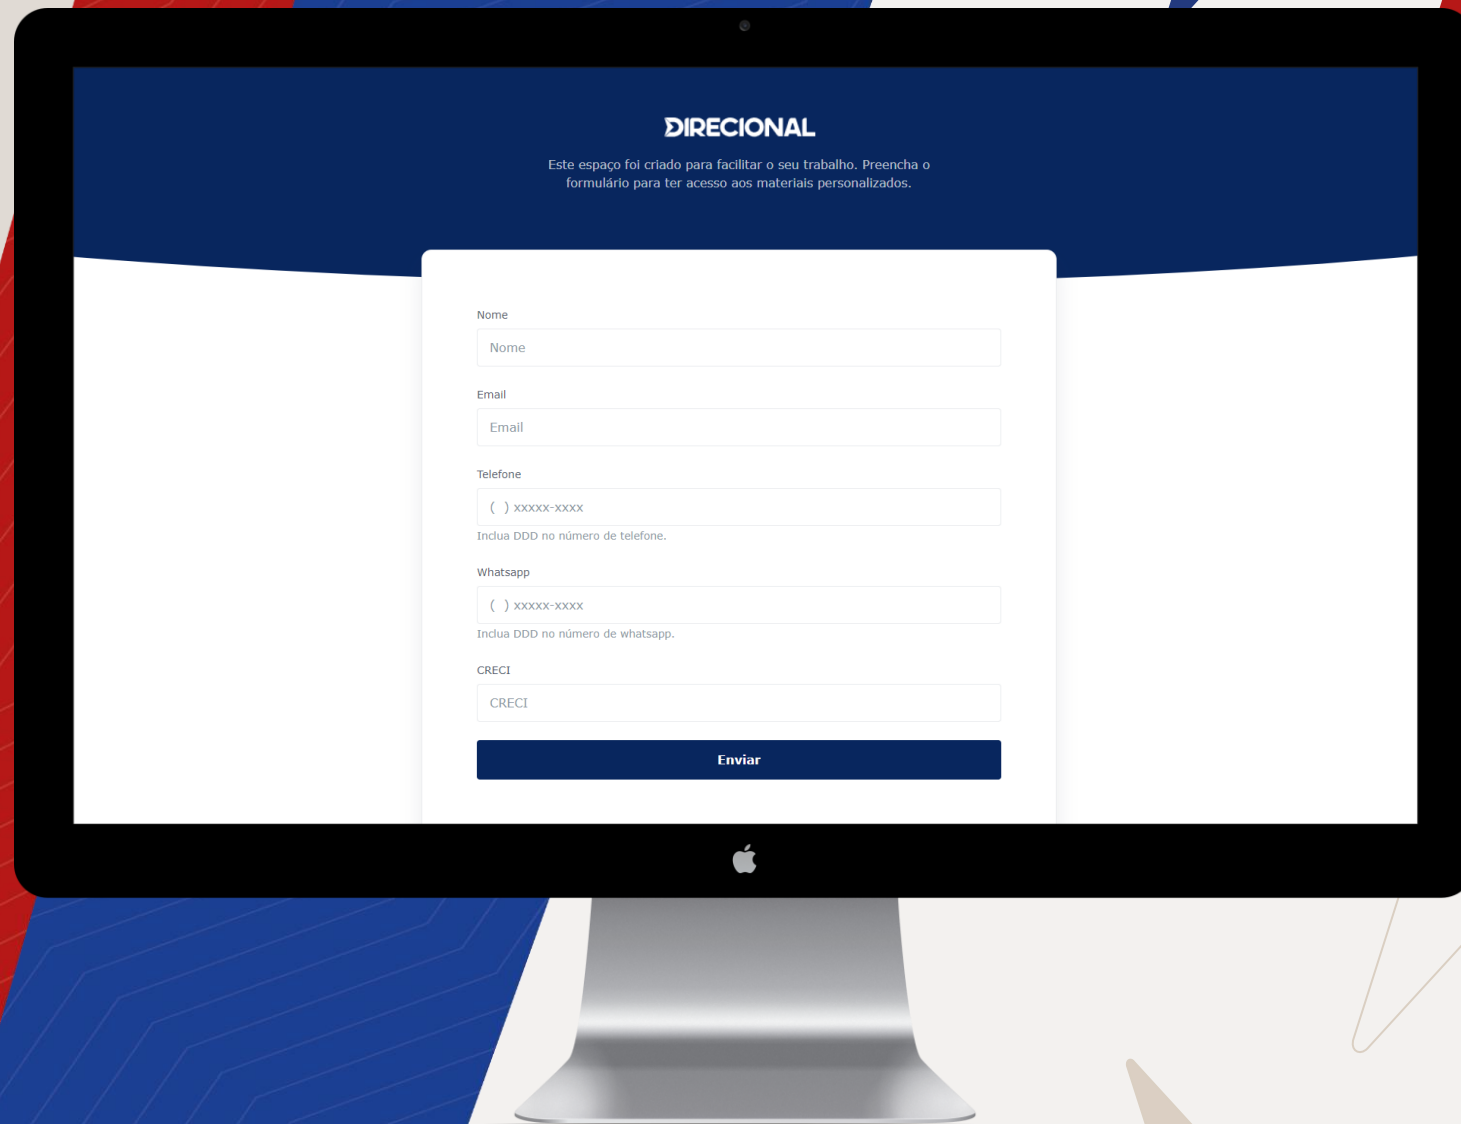 DIRECIONAL
Este espaço foi criado para facilitar o seu trabalho. Preencha o
formulário para ter acesso aos materiais personalizados.
Nome
Nome
Email
Email
Telefone
( ) xxxxx-xxxx
Inclua DDD no número de telefone.
Whatsapp
( ) xxxxx-xxxx
Inclua DDD no número de whatsapp.
CRECI
CRECI
Enviar